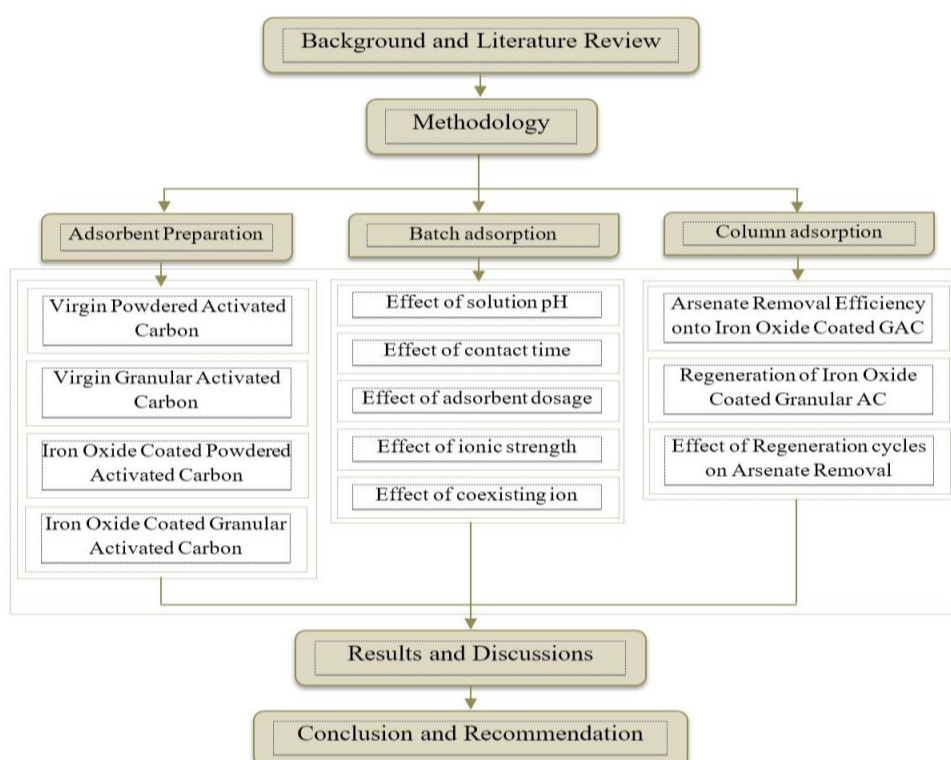 Background and Literature Review
Methodology
Adsorbent Preparation
Virgin Powdered Activated
Carbon
Virgin Granular Activated
Carbon
Iron Oxide Coated Powdered
Activated Carbon
Iron Oxide Coated Granular
Activated Carbon
Batch adsorption
Effect of solution pH
Effect of contact time
Effect of adsorbent dosage
Effect of ionic strength
Effect of coexisting ion
Column adsorption
Arsenate Removal Efficiency
onto Iron Oxide Coated GAC
Regeneration of Iron Oxide
Coated Granular AC
Effect of Regeneration cycles
on Arsenate Removal
Results and Discussions
Conclusion and Recommendation